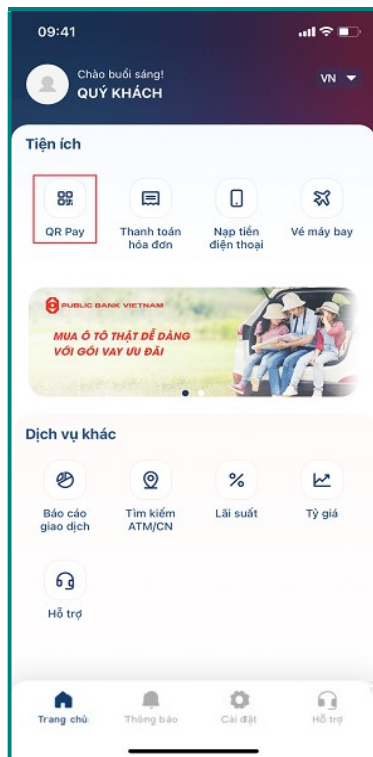 09:41
Chào buổi sáng!
QUÝ KHÁCH
VN
Tiện ích
QR Pay
Thanh toán
hóa đơn
Nạp tiền
điện thoại
Vé máy bay
PUBLIC BANK VIETNAM
MUA Ô TÔ THẬT DỄ DÀNG
VỚI GÓI VAY ƯU ĐÃI
Dịch vụ khác
Báo cáo
giao dịch
Tìm kiếm
ATM/CN
Lãi suất
Tỷ giá
Hỗ trợ
Trang chủ
Thông báo
Cài đặt
Hỗ trợ